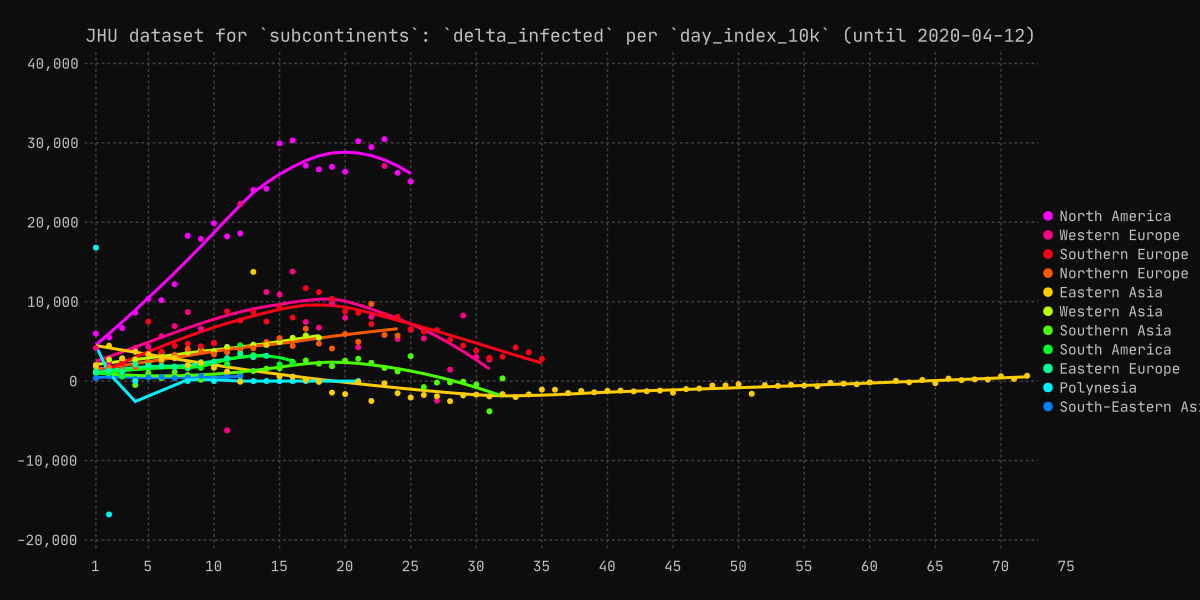 JHU dataset for `subcontinents`: `delta_infected` per `day_index_10k` (until 2020-04-12)
40,000
30,000
20,000
10,000
0
-10,000
-20,000
1 5 10 15 20 25 30 35 40 45 50 55 60 65 70 75
North America
Western Europe
Southern Europe
Northern Europe
Eastern Asia
Western Asia
Southern Asia
South America
Eastern Europe
Polynesia
South-Eastern As